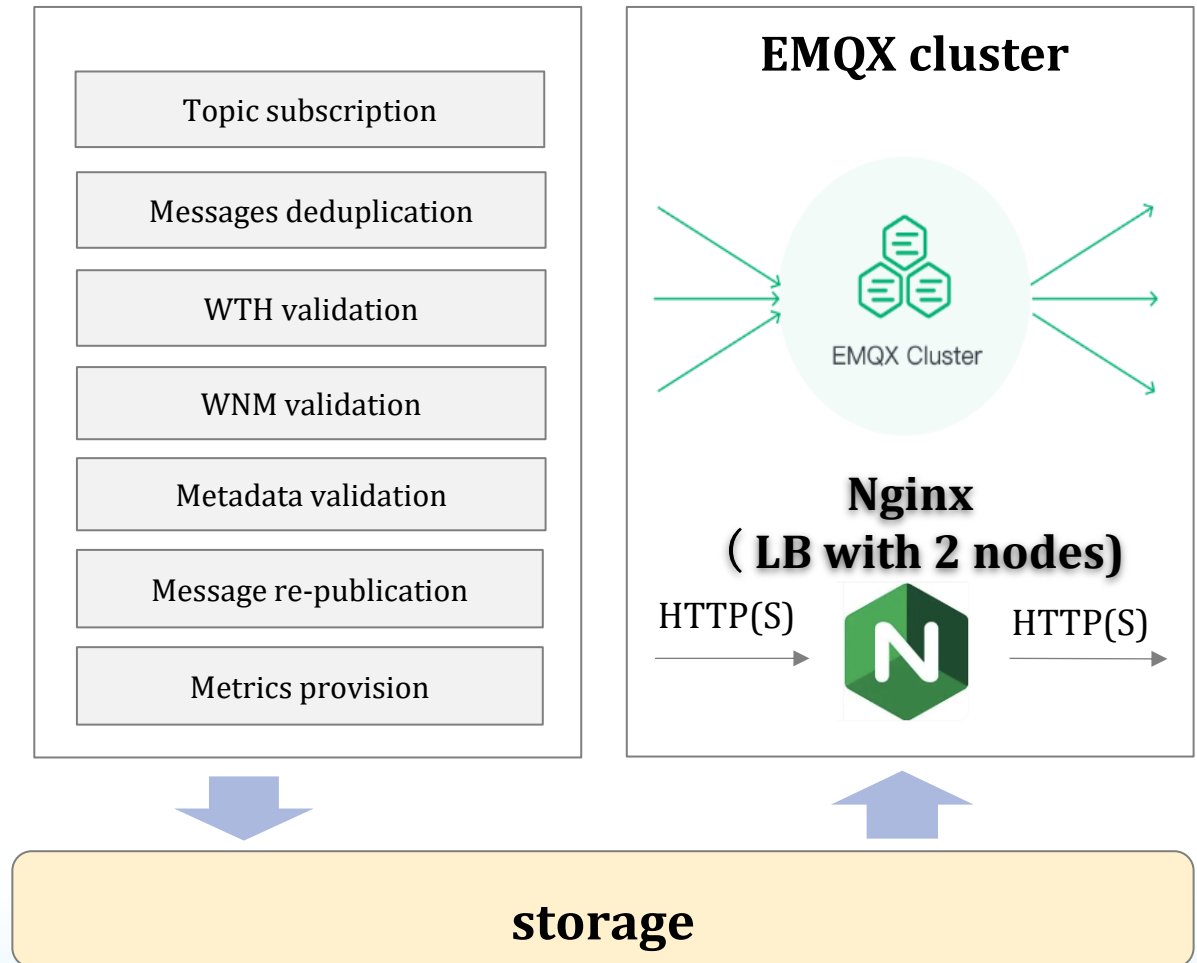 Topic subscription
Messages deduplication
WTH validation
WNM validation
Metadata validation
Message re-publication
Metrics provision
EMQX cluster
EMQX Cluster
Nginx
（ LB with 2 nodes)
HTTP(S)
N
HTTP(S)
storage